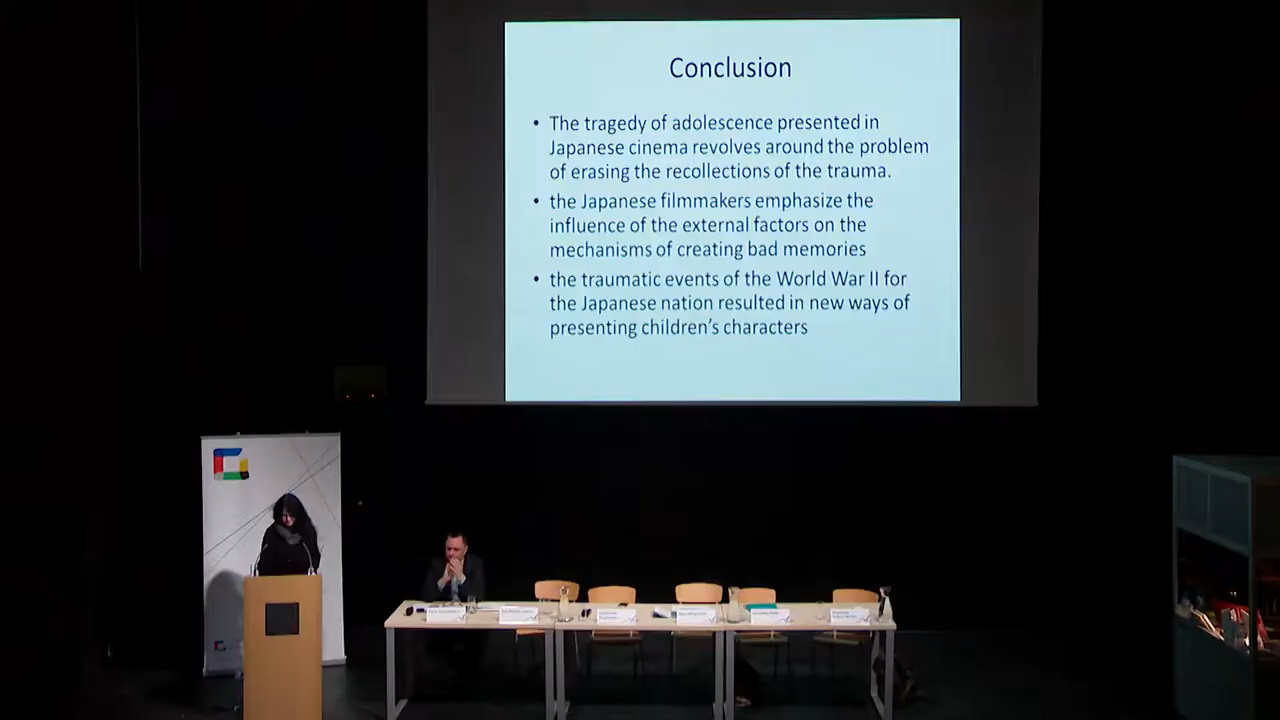 Conclusion
• The tragedy of adolescence presented in
Japanese cinema revolves around the problem
of erasing the recollections of the trauma.
• the Japanese filmmakers emphasize the
influence of the external factors on the
mechanisms of creating bad memories
• the traumatic events of the World War II for
the Japanese nation resulted in new ways of
presenting children's characters